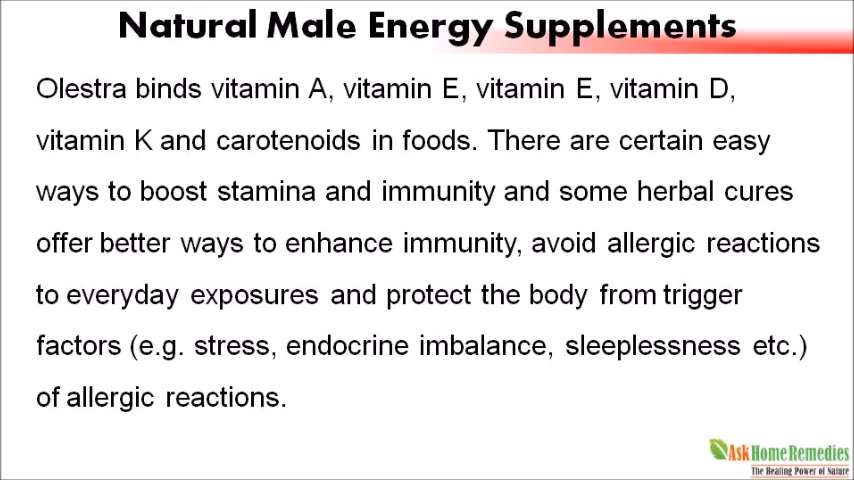 Natural Male Energy Supplements
Olestra binds vitamin A, vitamin E, vitamin E, vitamin D,
vitamin K and carotenoids in foods. There are certain easy
ways to boost stamina and immunity and some herbal cures
offer better ways to enhance immunity, avoid allergic reactions
to everyday exposures and protect the body from trigger
factors (e.g. stress, endocrine imbalance, sleeplessness etc.)
of allergic reactions.
AskHomeRemedies
The Healing Power of Nature